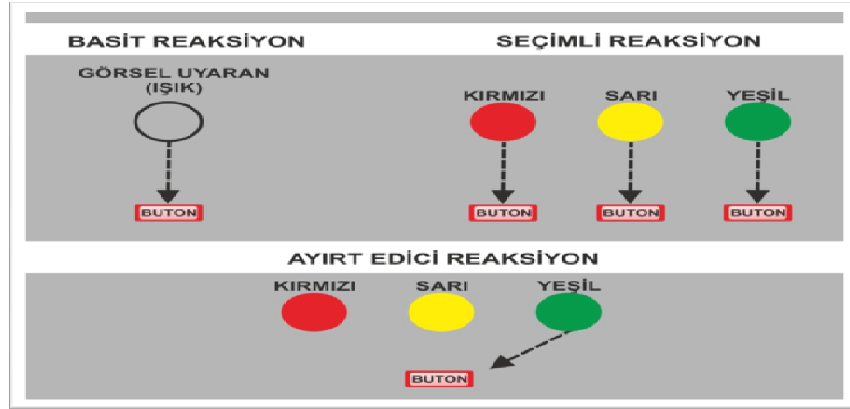 BASİT REAKSİYON
GÖRSEL UYARAN
(IŞIK)
BUTON
SEÇİMLİ REAKSİYON
KIRMIZI SARI YEŞİL
BUTON BUTON BUTON
AYIRT EDİCİ REAKSİYON
KIRMIZI SARI YEŞİL
BUTON